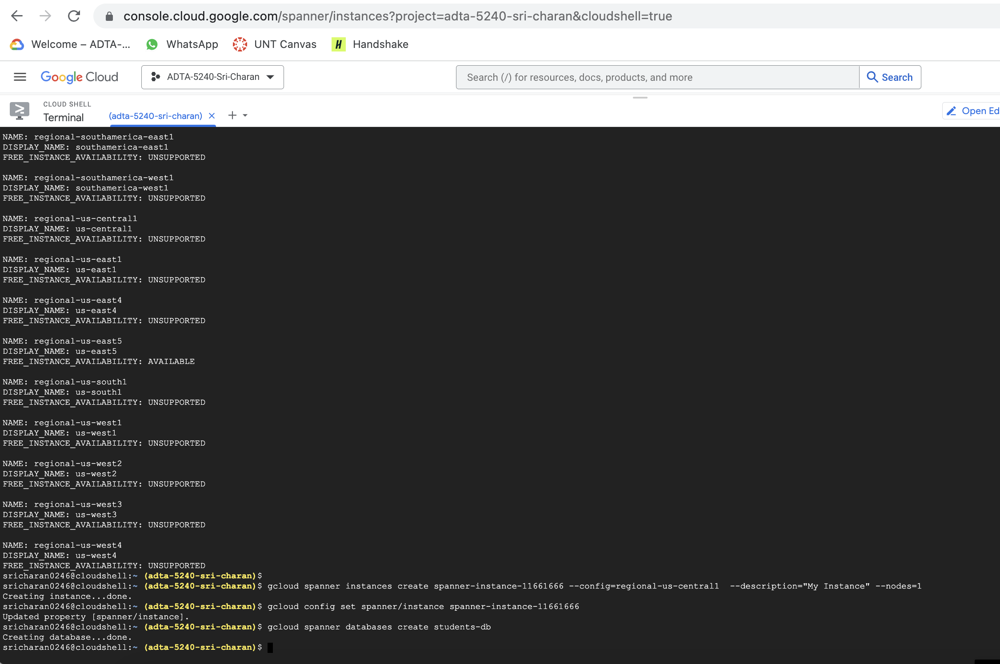 console.cloud.google.com/spanner/instances?project=adta-5240-sri-charan&cloudshell=true
Welcome – ADTA-... WhatsApp UNT Canvas H Handshake
Google Cloud ADTA-5240-Sri-Charan Search (/) for resources, docs, products, and more Search
CLOUD SHELL
Terminal (adta-5240-sri-charan) Open Ed
NAME: regional-southamerica-east1
DISPLAY_NAME: southamerica-east1
FREE_INSTANCE_AVAILABILITY: UNSUPPORTED
NAME: regional-southamerica-west1
DISPLAY_NAME: southamerica-west1
FREE_INSTANCE_AVAILABILITY: UNSUPPORTED
NAME: regional-us-central1
DISPLAY_NAME: us-central1
FREE_INSTANCE_AVAILABILITY: UNSUPPORTED
NAME: regional-us-east1
DISPLAY_NAME: us-east1
FREE_INSTANCE_AVAILABILITY: UNSUPPORTED
NAME: regional-us-east4
DISPLAY_NAME: us-east4
FREE_INSTANCE_AVAILABILITY: UNSUPPORTED
NAME: regional-us-east5
DISPLAY_NAME: us-east5
FREE_INSTANCE_AVAILABILITY: AVAILABLE
NAME: regional-us-south1
DISPLAY_NAME: us-south1
FREE_INSTANCE_AVAILABILITY: UNSUPPORTED
NAME: regional-us-west1
DISPLAY_NAME: us-west1
FREE_INSTANCE_AVAILABILITY: UNSUPPORTED
NAME: regional-us-west2
DISPLAY_NAME: us-west2
FREE_INSTANCE_AVAILABILITY: UNSUPPORTED
NAME: regional-us-west3
DISPLAY_NAME: us-west3
FREE_INSTANCE_AVAILABILITY: UNSUPPORTED
NAME: regional-us-west4
DISPLAY_NAME: us-west4
FREE_INSTANCE_AVAILABILITY: UNSUPPORTED
sricharan0246@cloudshell:~ (adta-5240-sri-charan)$
sricharan0246@cloudshell:~ (adta-5240-sri-charan)$ gcloud spanner instances create spanner-instance-11661666 --config=regional-us-central1  --description="My Instance" --nodes=1
Creating instance...done.
sricharan0246@cloudshell:~ (adta-5240-sri-charan)$ gcloud config set spanner/instance spanner-instance-11661666
Updated property [spanner/instance].
sricharan0246@cloudshell:~ (adta-5240-sri-charan)$ gcloud spanner databases create students-db
Creating database...done.
sricharan0246@cloudshell:~ (adta-5240-sri-charan)$